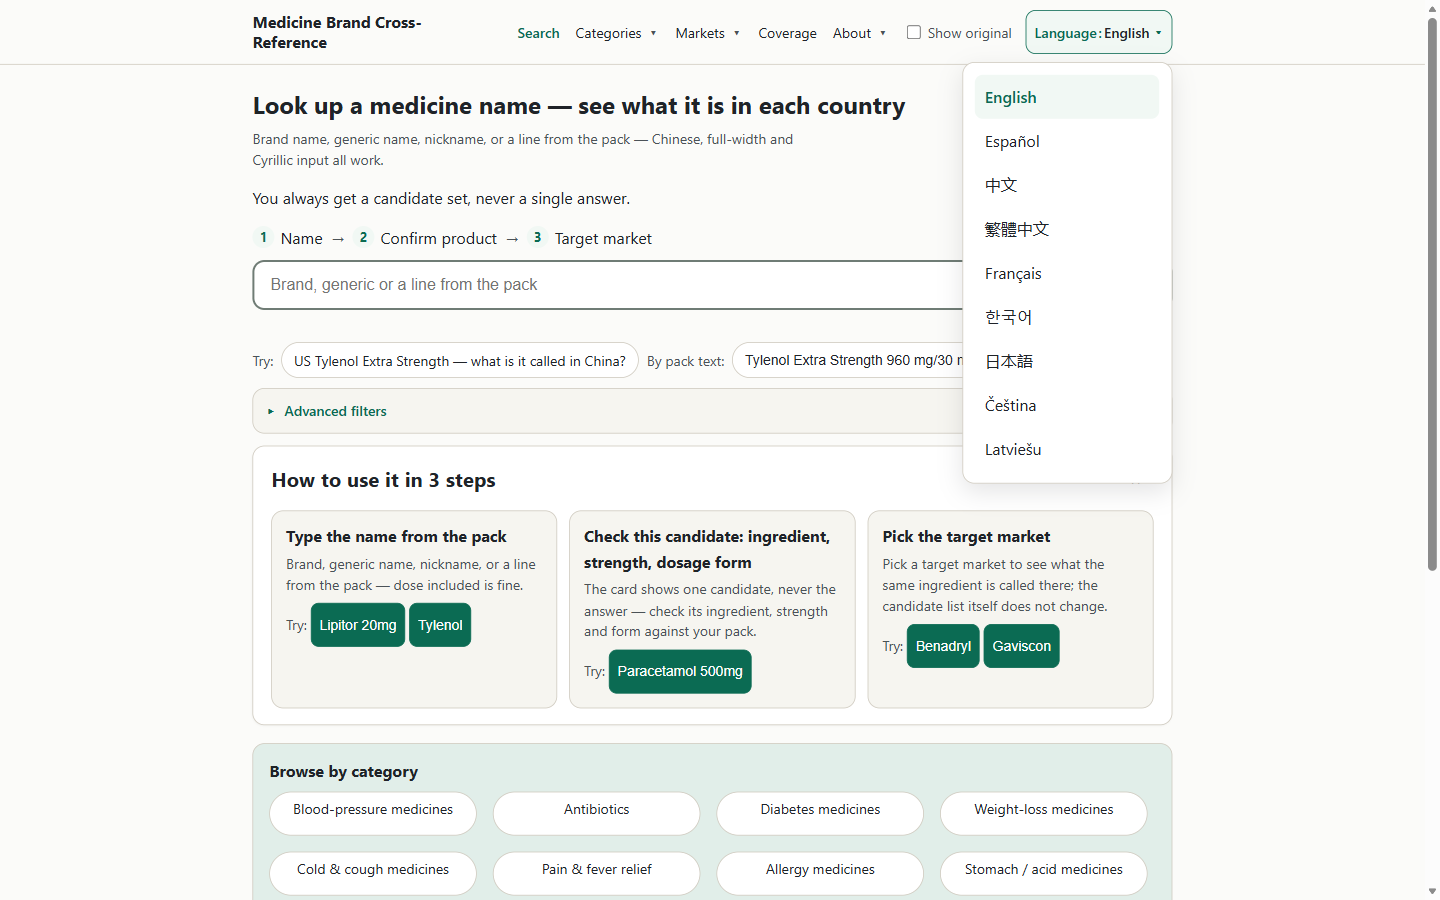 Medicine Brand Cross-
Reference
Search
Categories ▾
Markets ▾
Coverage
About ▾
Show original
Language: English ▾
English
Español
中文
繁體中文
Français
한국어
日本語
Čeština
Latviešu
Look up a medicine name — see what it is in each country
Brand name, generic name, nickname, or a line from the pack — Chinese, full-width and
Cyrillic input all work.
You always get a candidate set, never a single answer.
1 Name → 2 Confirm product → 3 Target market
Brand, generic or a line from the pack
Try: US Tylenol Extra Strength — what is it called in China? By pack text: Tylenol Extra Strength 960 mg/30
▸ Advanced filters
How to use it in 3 steps
Type the name from the pack
Brand, generic name, nickname, or a line
from the pack — dose included is fine.
Try: Lipitor 20mg Tylenol
Check this candidate: ingredient,
strength, dosage form
The card shows one candidate, never the
answer — check its ingredient, strength
and form against your pack.
Try: Paracetamol 500mg
Pick the target market
Pick a target market to see what the
same ingredient is called there; the
candidate list itself does not change.
Try: Benadryl Gaviscon
Browse by category
Blood-pressure medicines
Antibiotics
Diabetes medicines
Weight-loss medicines
Cold & cough medicines
Pain & fever relief
Allergy medicines
Stomach / acid medicines